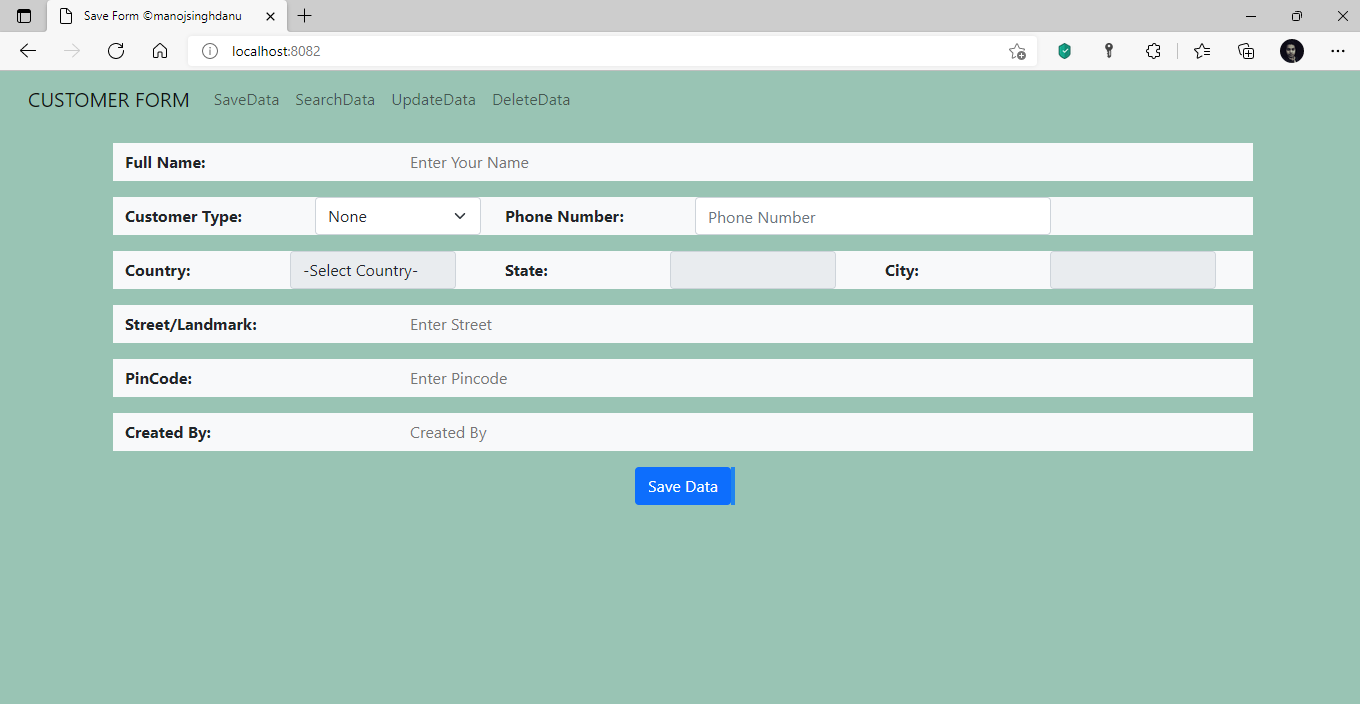 Save Form ©manojsinghdanu
localhost:8082
CUSTOMER FORM SaveData SearchData UpdateData DeleteData
Full Name: Enter Your Name
Customer Type: None Phone Number: Phone Number
Country: -Select Country- State: City:
Street/Landmark: Enter Street
PinCode: Enter Pincode
Created By: Created By
Save Data